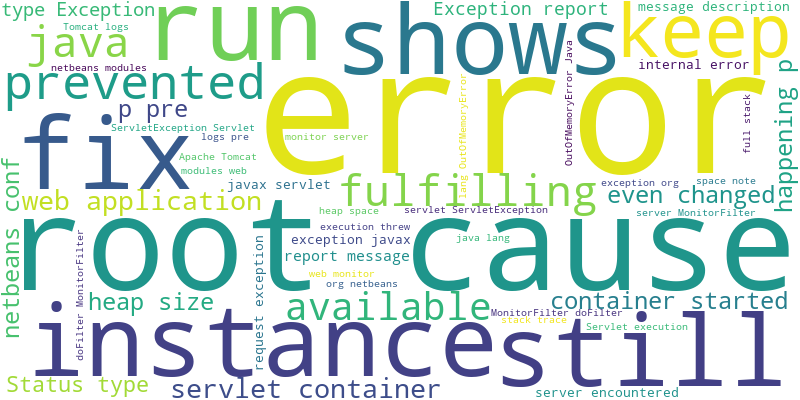 type Exception
run
shows
Exception report
message description
keep
Tomcat logs
java
internal error
netbeans modules
prevented
error
p pre
fix
ServletException Servlet
logs pre
monitor server
lang OutOfMemoryError
OutOfMemoryError Java
full stack
happening p
Apache Tomcat
modules web
javax servlet
fulfilling
exception org
space note
even changed
netbeans conf
web application
root cause
heap space
servlet ServletException
server MonitorFilter
execution threw
exception javax
java lang
report message
web monitor
org netbeans
doFilter MonitorFilter
request exception
heap size
available
container started
instance
still
MonitorFilter doFilter
stack trace
Servlet execution
Status type
servlet container
server encountered